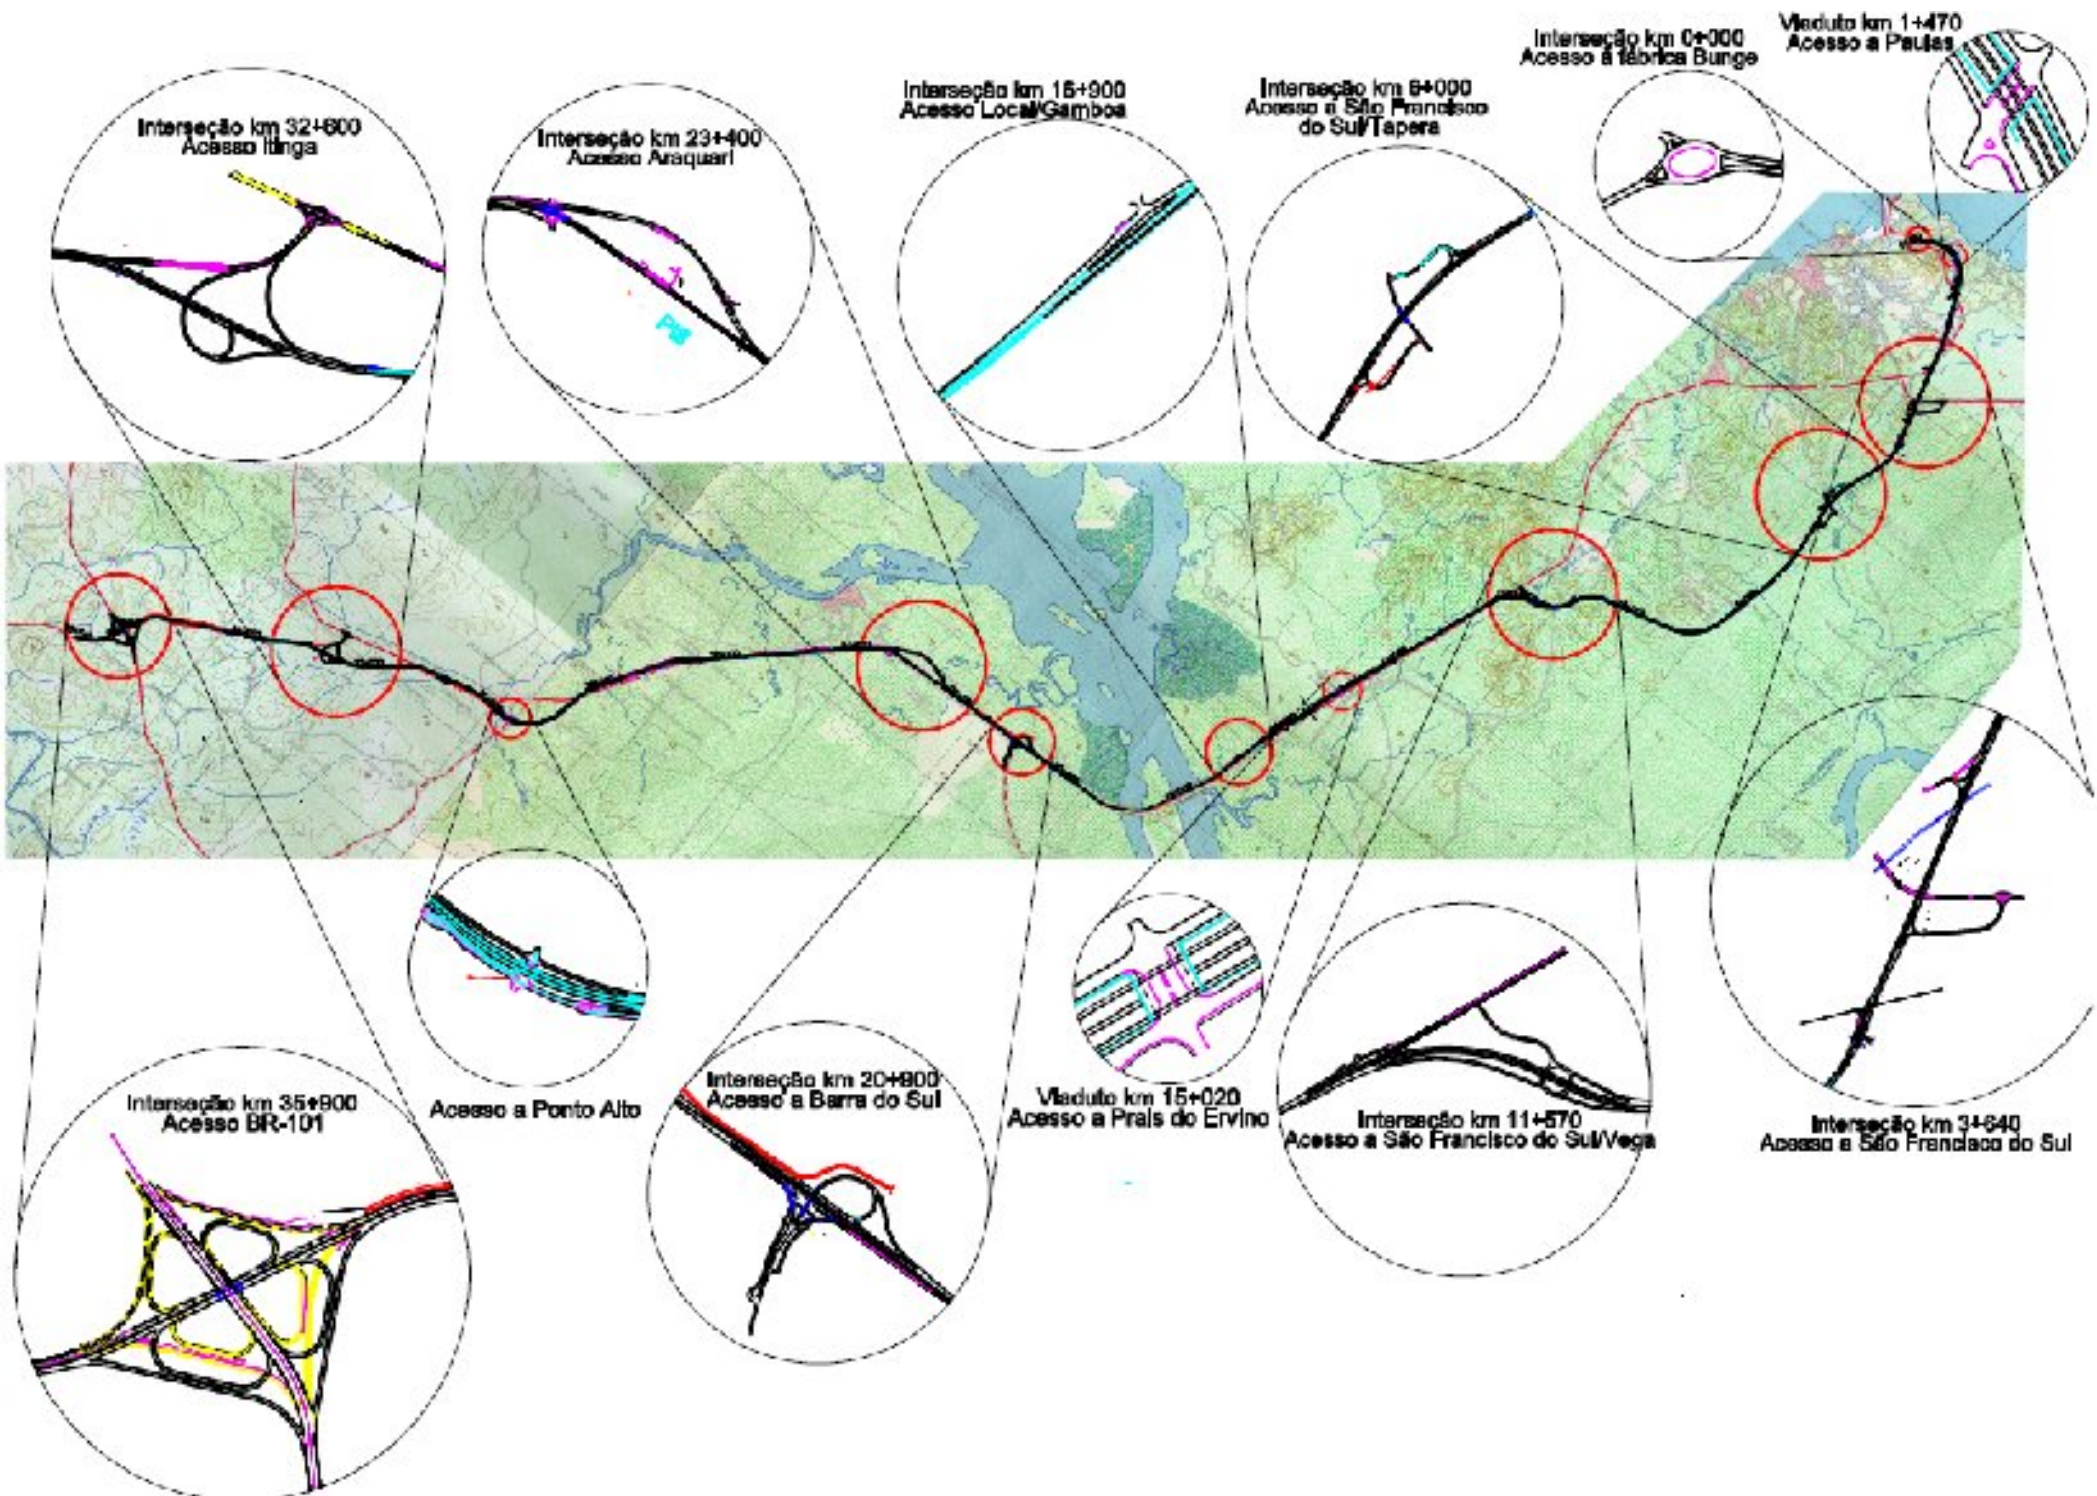 Interseção km 32+600
Acesso Itinga
Interseção km 23+400
Acesso Araquari
Interseção km 16+900
Acesso Local/Gamboa
Interseção km 6+000
Acesso a São Francisco
do Sul/Tapera
Interseção km 0+000
Acesso á fábrica Bunge
Viaduto km 1+470
Acesso a Paulas
Interseção km 35+900
Acesso BR-101
Acesso a Ponto Alto
Interseção km 20+900
Acesso a Barra do Sul
Viaduto km 15+020
Acesso a Prais do Ervino
Interseção km 11+570
Acesso a São Francisco do Sul/Vega
Interseção km 3+640
Acesso a São Francisco do Sul